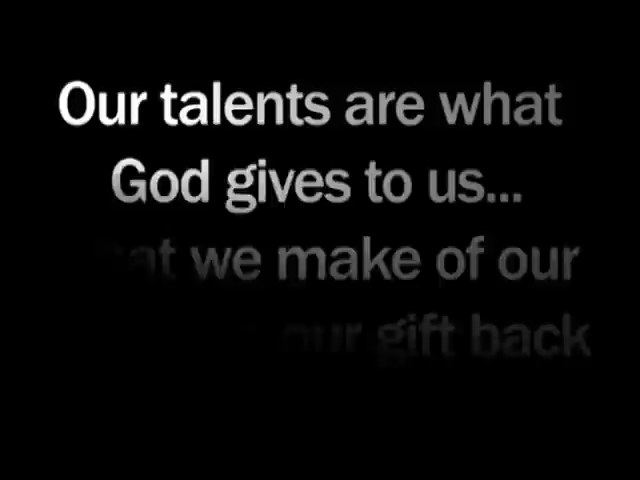 Our talents are what
God gives to us...
we make of our
our gift back